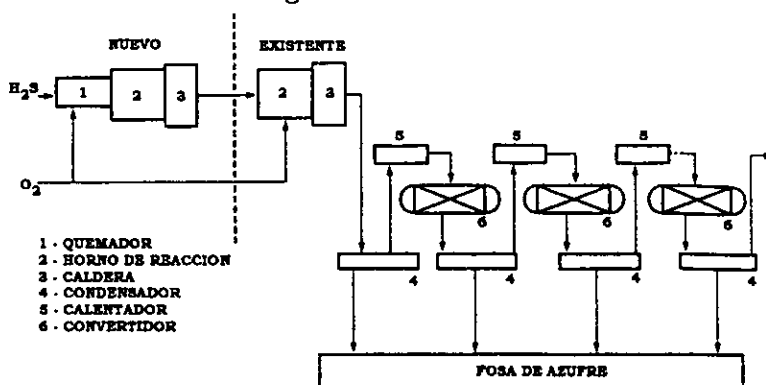 NUEVO
EXISTENTE
H2S
1
2
3
2
3
O2
5
5
5
6
6
6
4
4
4
4
1 - QUEMADOR
2 - HORNO DE REACCION
3 - CALDERA
4 - CONDENSADOR
5 - CALENTADOR
6 - CONVERTIDOR
FOSA DE AZUFRE